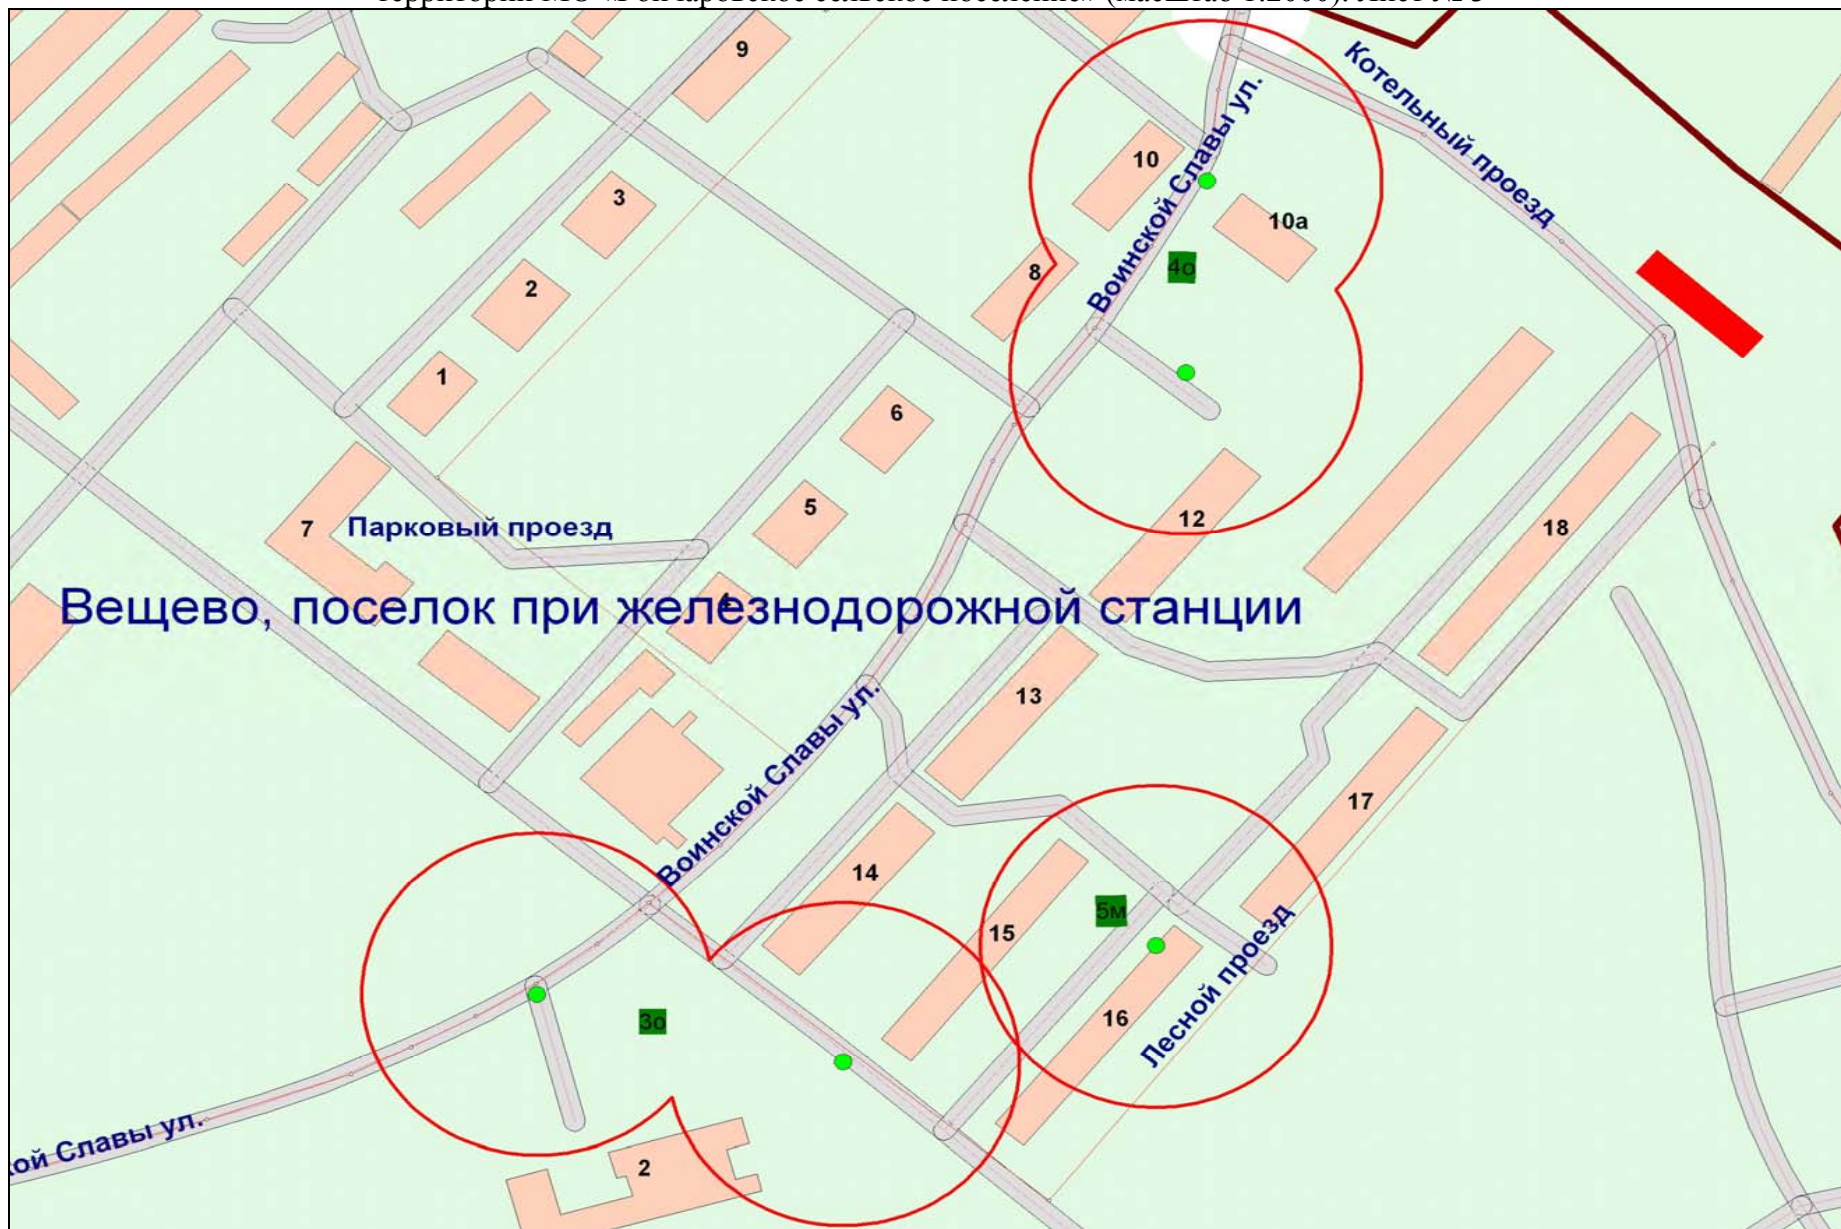 9
Котельный проезд
Воинской Славы ул.
10
3
10а
8
4о
2
1
6
5
12
18
7
Парковый проезд
4
Вещево, поселок при железнодорожной станции
13
Воинской Славы ул.
17
14
5м
15
16
Лесной проезд
3о
кой Славы ул.
2